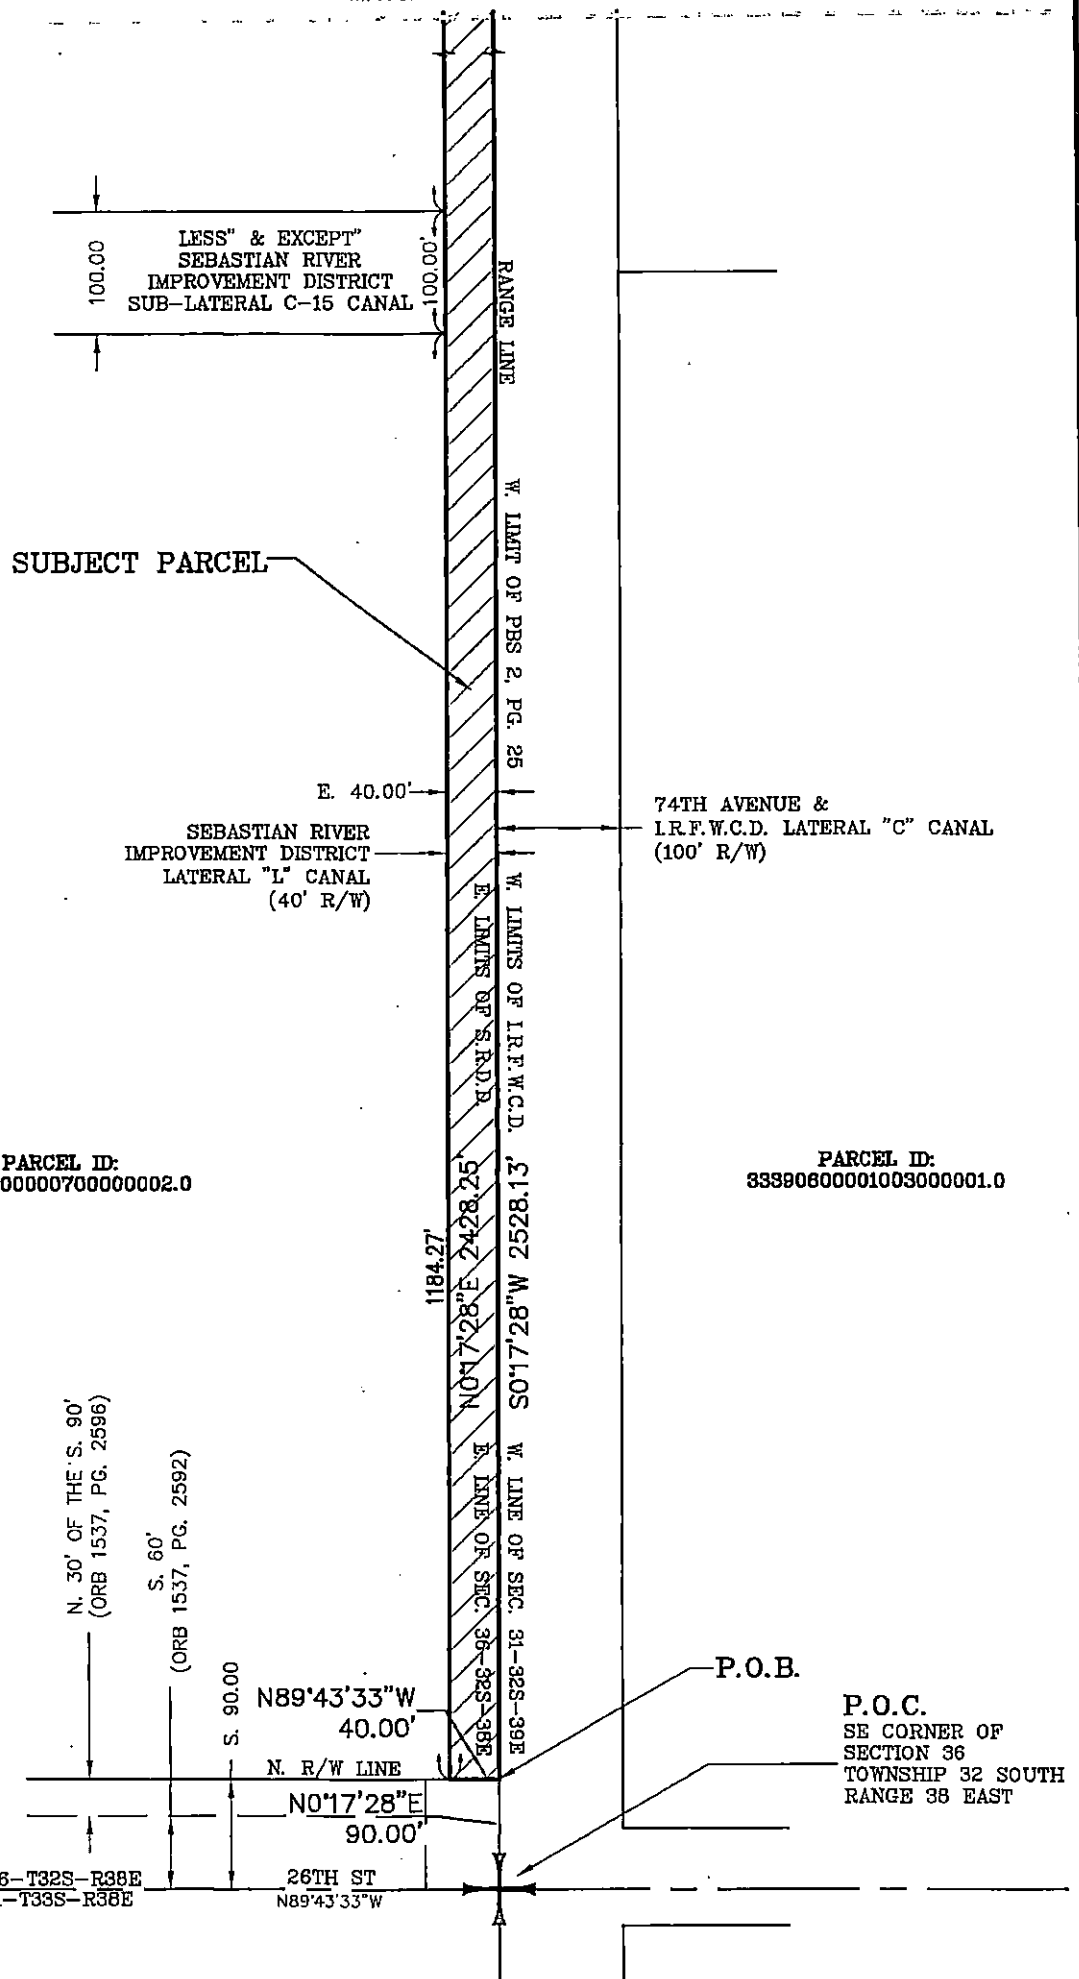 100.00
LESS" & EXCEPT"
SEBASTIAN RIVER
IMPROVEMENT DISTRICT
SUB-LATERAL C-15 CANAL
100.00'
RANGE LINE
W. LIMIT OF PBS 2, PG. 25
SUBJECT PARCEL
E. 40.00'
SEBASTIAN RIVER
IMPROVEMENT DISTRICT
LATERAL "L" CANAL
(40' R/W)
74TH AVENUE &
I.R.F.W.C.D. LATERAL "C" CANAL
(100' R/W)
E. LIMITS OF S.R.D.D.
W. LIMITS OF I.R.F.W.C.D.
PARCEL ID:
00000700000002.0
PARCEL ID:
33390600001003000001.0
1184.27'
N0°17'28"E 2428.25'
S0°17'28"W 2528.13'
E. LINE OF SEC. 36-32S-38E
W. LINE OF SEC. 31-32S-39E
N. 30' OF THE S. 90'
(ORB 1537, PG. 2596)
S. 60'
(ORB 1537, PG. 2592)
S. 90.00
N89°43'33"W
40.00'
N. R/W LINE
N0°17'28"E
90.00'
P.O.B.
P.O.C.
SE CORNER OF
SECTION 36
TOWNSHIP 32 SOUTH
RANGE 38 EAST
6-T32S-R38E
-T33S-R38E
26TH ST
N89°43'33"W